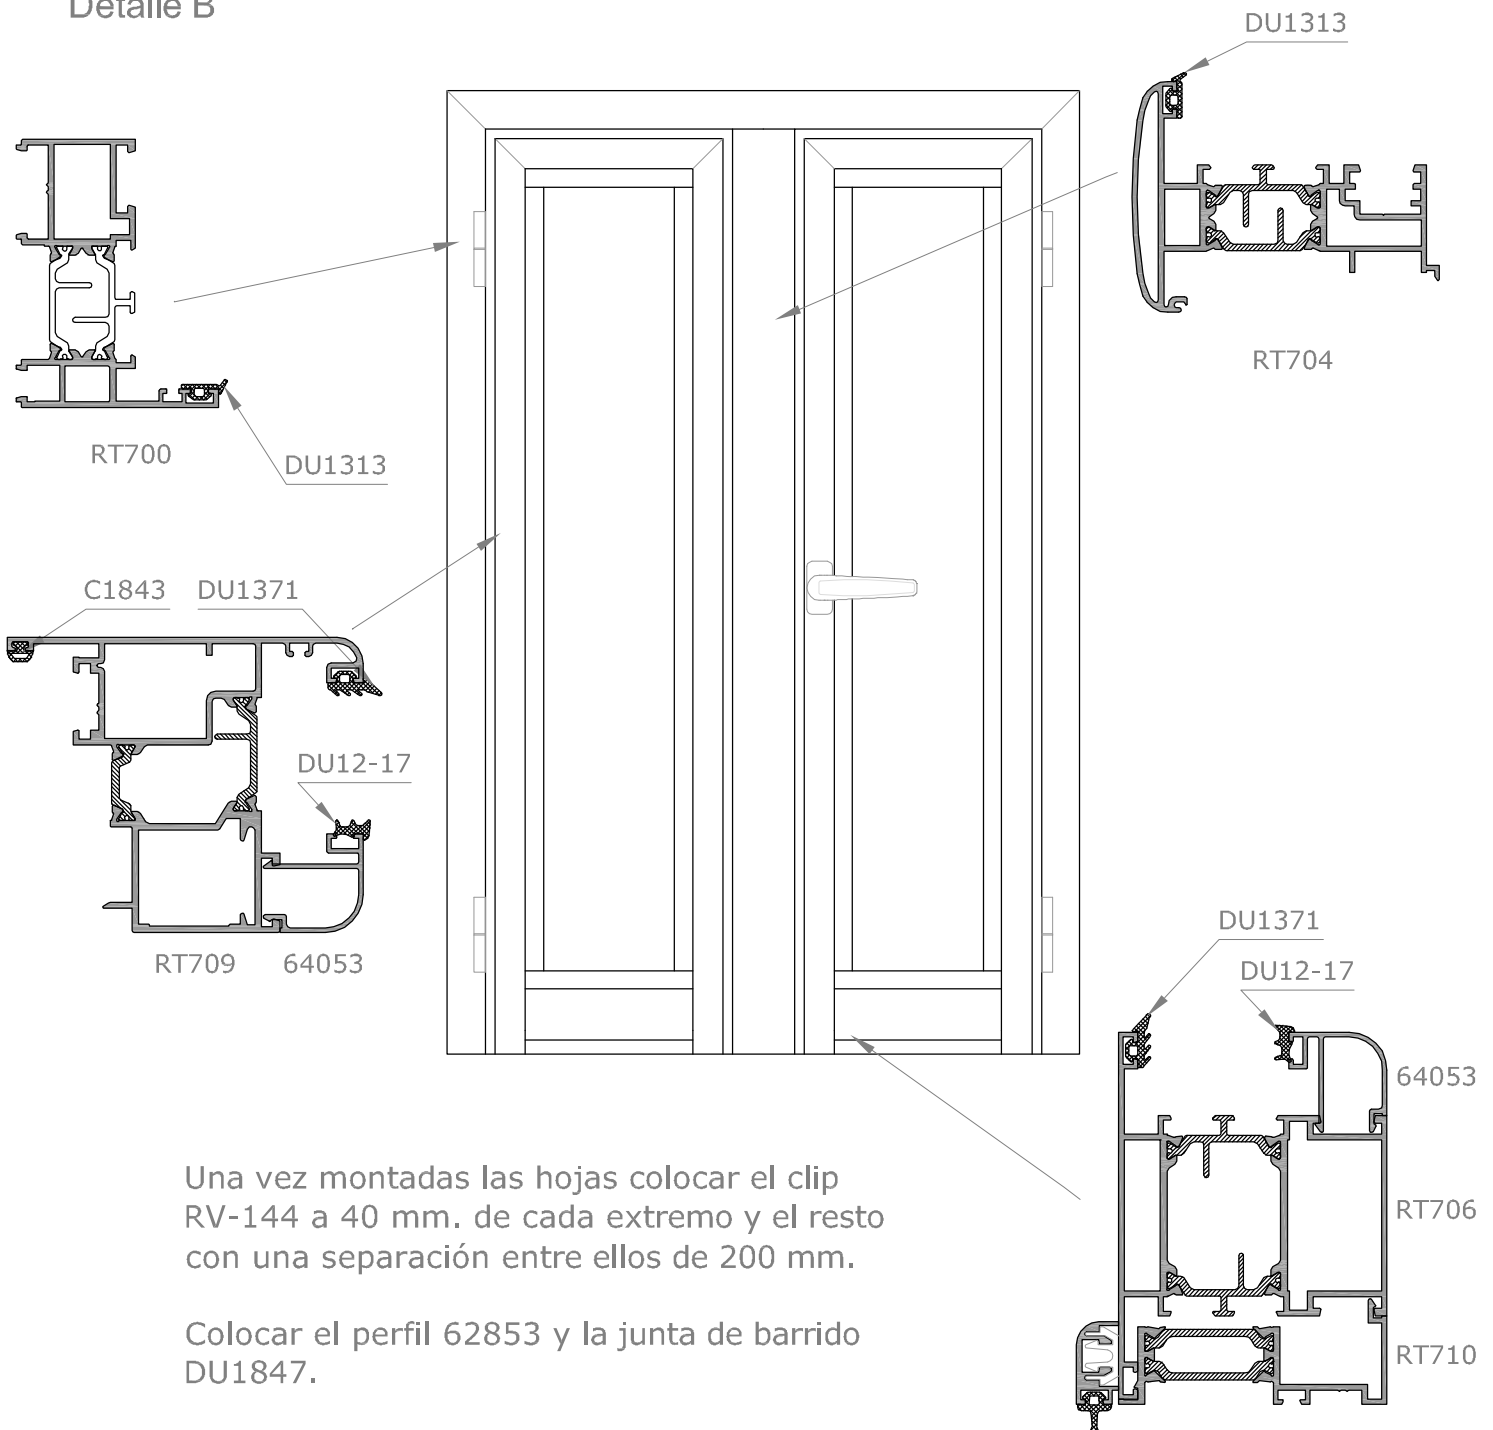 Detalle B
DU1313
RT704
RT700
DU1313
C1843
DU1371
DU12-17
RT709
64053
DU1371
DU12-17
64053
RT706
RT710
Una vez montadas las hojas colocar el clip
RV-144 a 40 mm. de cada extremo y el resto
con una separación entre ellos de 200 mm.
Colocar el perfil 62853 y la junta de barrido
DU1847.